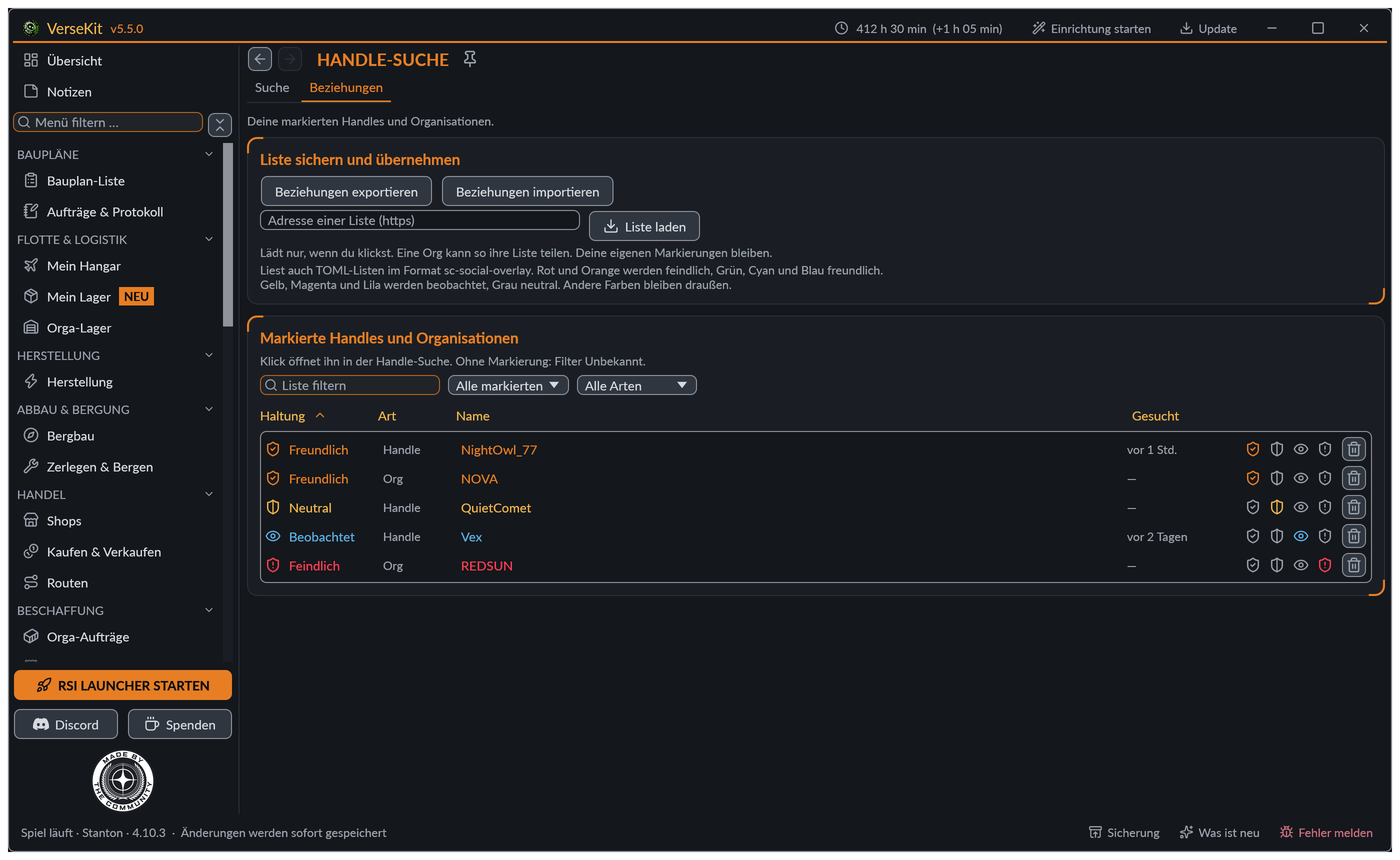 VerseKit v5.5.0
412 h 30 min (+1 h 05 min)
Einrichtung starten
Update
Übersicht
Notizen
Menü filtern ...
BAUPLÄNE
Bauplan-Liste
Aufträge & Protokoll
FLOTTE & LOGISTIK
Mein Hangar
Mein Lager NEU
Orga-Lager
HERSTELLUNG
Herstellung
ABBAU & BERGUNG
Bergbau
Zerlegen & Bergen
HANDEL
Shops
Kaufen & Verkaufen
Routen
BESCHAFFUNG
Orga-Aufträge
RSI LAUNCHER STARTEN
Discord
Spenden
MADE BY
THE COMMUNITY
HANDLE-SUCHE
Suche Beziehungen
Deine markierten Handles und Organisationen.
Liste sichern und übernehmen
Beziehungen exportieren Beziehungen importieren
Adresse einer Liste (https) Liste laden
Lädt nur, wenn du klickst. Eine Org kann so ihre Liste teilen. Deine eigenen Markierungen bleiben.
Liest auch TOML-Listen im Format sc-social-overlay. Rot und Orange werden feindlich, Grün, Cyan und Blau freundlich.
Gelb, Magenta und Lila werden beobachtet, Grau neutral. Andere Farben bleiben draußen.
Markierte Handles und Organisationen
Klick öffnet ihn in der Handle-Suche. Ohne Markierung: Filter Unbekannt.
Liste filtern Alle markierten Alle Arten
Haltung Art Name Gesucht
Freundlich Handle NightOwl_77 vor 1 Std.
Freundlich Org NOVA —
Neutral Handle QuietComet —
Beobachtet Handle Vex vor 2 Tagen
Feindlich Org REDSUN —
Spiel läuft · Stanton · 4.10.3 · Änderungen werden sofort gespeichert
Sicherung
Was ist neu
Fehler melden